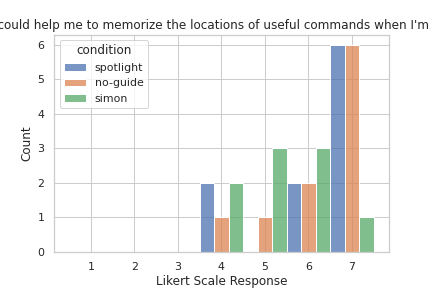 could help me to memorize the locations of useful commands when I'm
condition
spotlight
no-guide
simon
Count
6
5
4
3
2
1
0
1 2 3 4 5 6 7
Likert Scale Response